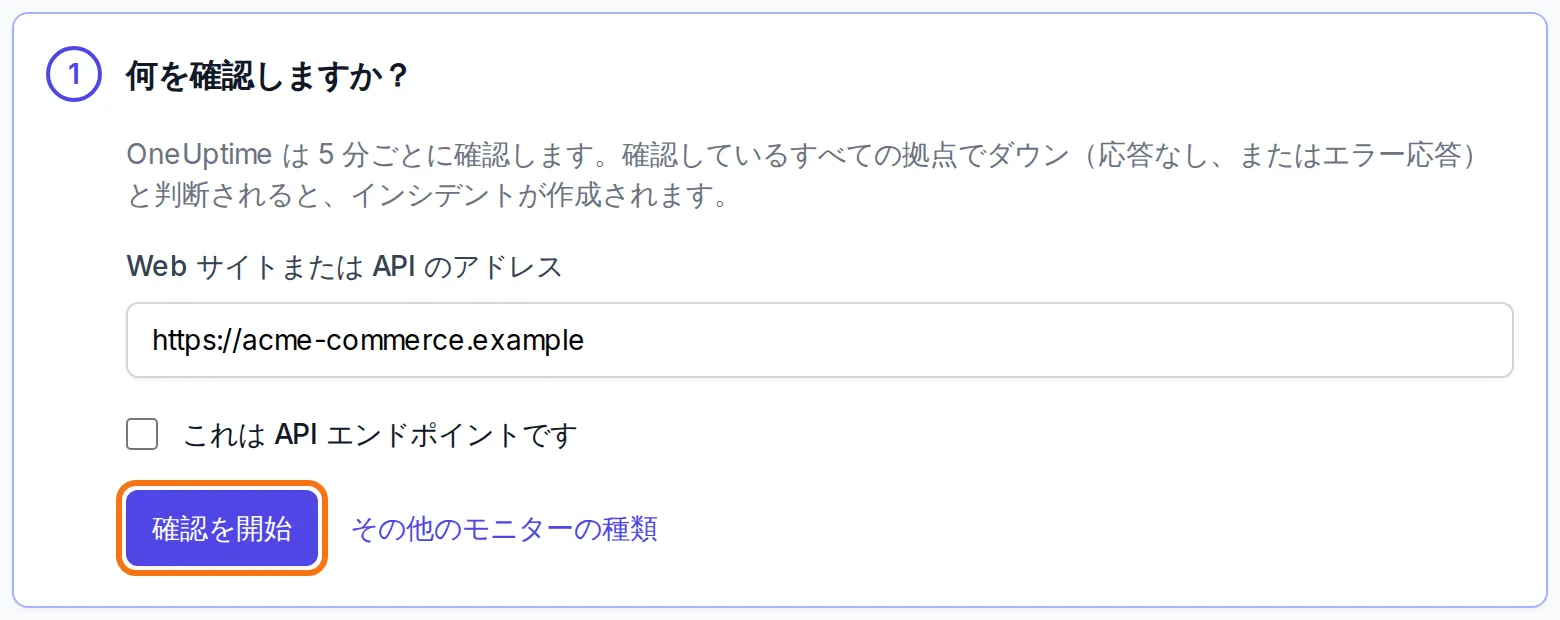 1
何を確認しますか？
OneUptime は 5 分ごとに確認します。確認しているすべての拠点でダウン（応答なし、またはエラー応答）
と判断されると、インシデントが作成されます。
Web サイトまたは API のアドレス
https://acme-commerce.example
これは API エンドポイントです
確認を開始 その他のモニターの種類